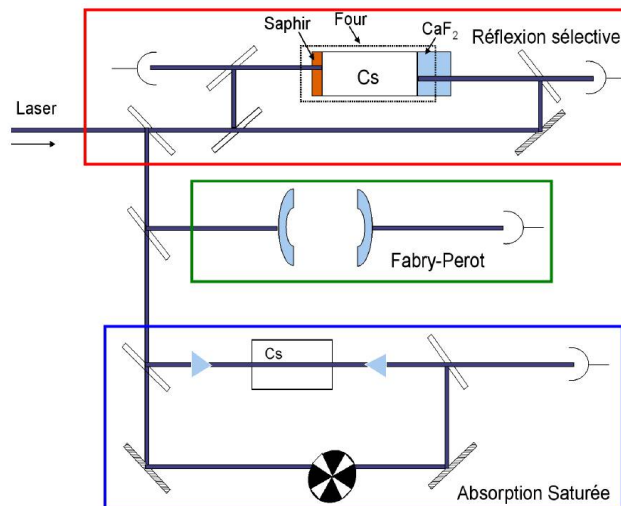 Four
Saphir
CaF₂
Réflexion sélective
Cs
Laser
Fabry-Perot
Cs
Absorption Saturée